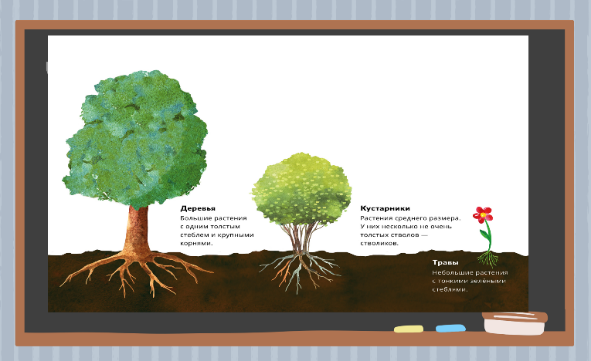 Деревья
Большие растения
с одним толстым
стеблем и крупными
корнями.
Кустарники
Растения среднего размера.
У них несколько не очень
толстых стволов —
стволиков.
Травы
Небольшие растения
с тонкими зелёными
стеблями.